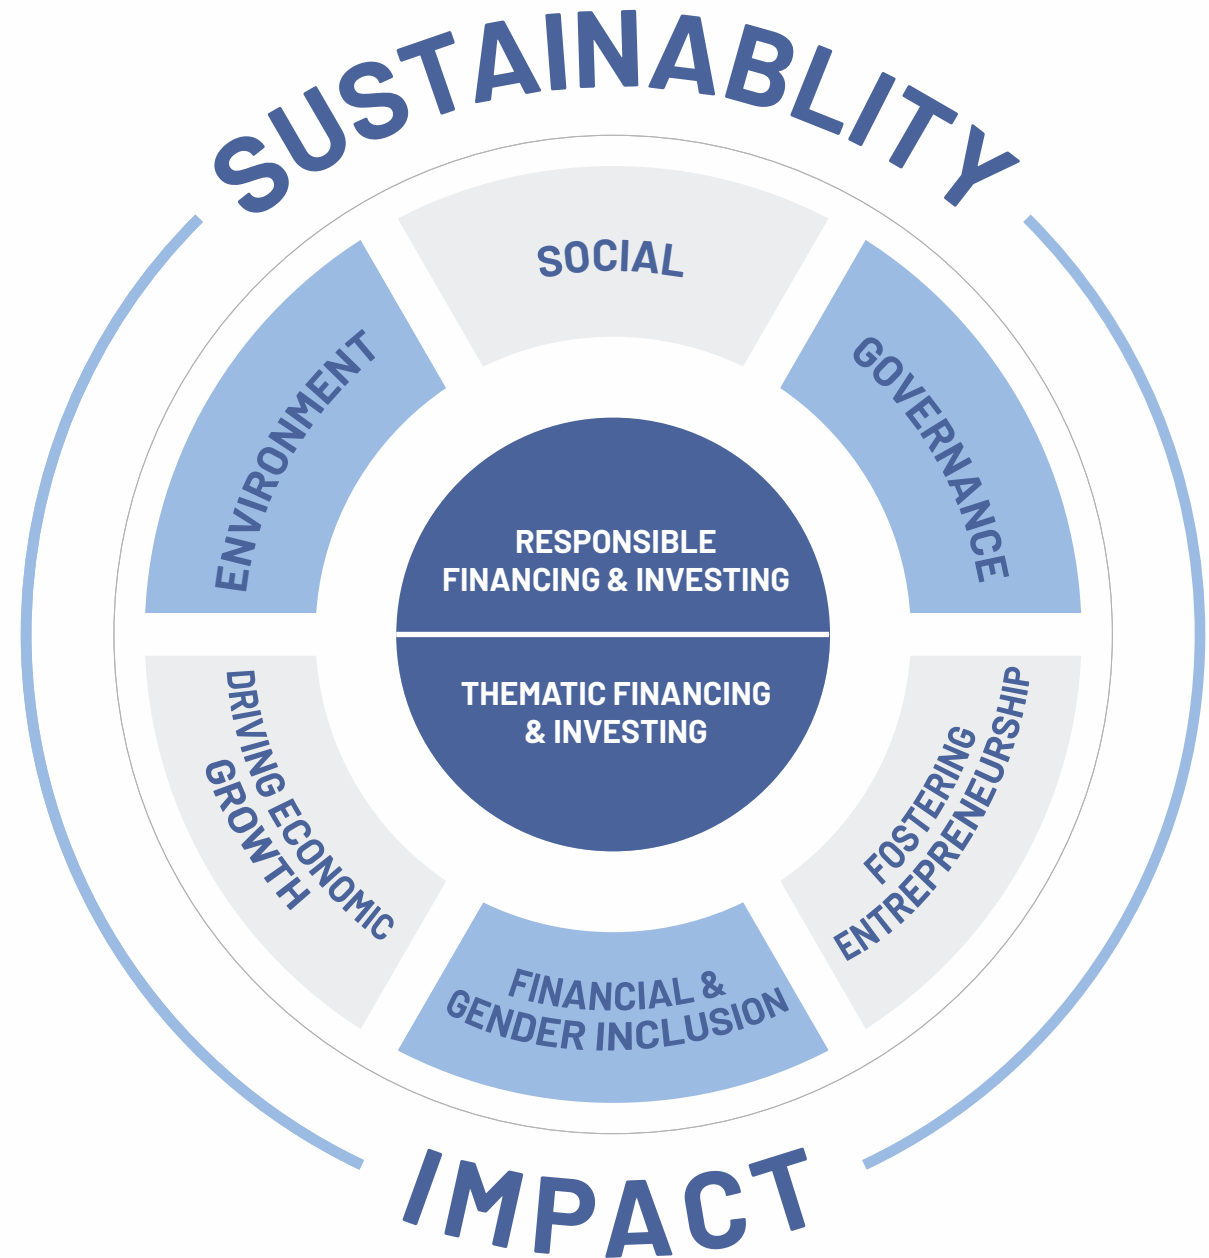 SUSTAINABLITY
SOCIAL
ENVIRONMENT
GOVERNANCE
RESPONSIBLE
FINANCING & INVESTING
THEMATIC FINANCING
& INVESTING
DRIVING ECONOMIC
GROWTH
FOSTERING
ENTREPRENEURSHIP
FINANCIAL &
GENDER INCLUSION
IMPACT